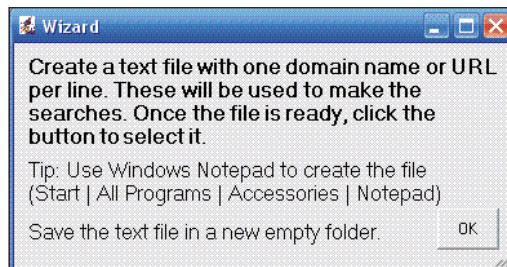 Wizard
Create a text file with one domain name or URL
per line. These will be used to make the
searches. Once the file is ready, click the
button to select it.
Tip: Use Windows Notepad to create the file
(Start | All Programs | Accessories | Notepad)
Save the text file in a new empty folder.
OK